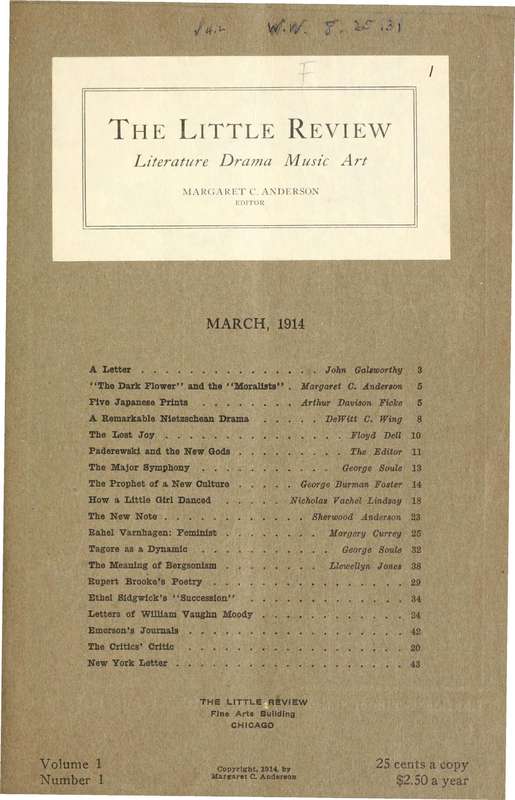 W.W. 8.25(3)
F
1
THE LITTLE REVIEW
Literature Drama Music Art
MARGARET C. ANDERSON
EDITOR
MARCH, 1914
A Letter . . . . . . . . . . . . . . . John Galsworthy 3
"The Dark Flower" and the "Moralists" . Margaret C. Anderson 5
Five Japanese Prints . . . . . . . . Arthur Davison Ficke 5
A Remarkable Nietzschean Drama . . . . . DeWitt C. Wing 8
The Lost Joy . . . . . . . . . . . . . . . Floyd Dell 10
Paderewski and the New Gods . . . . . . . . The Editor 11
The Major Symphony . . . . . . . . . . George Soule 13
The Prophet of a New Culture . . . . . George Burman Foster 14
How a Little Girl Danced . . . . . Nicholas Vachel Lindsay 18
The New Note . . . . . . . . . . . . Sherwood Anderson 23
Rahel Varnhagen: Feminist . . . . . . . Margery Currey 25
Tagore as a Dynamic . . . . . . . . . . George Soule 32
The Meaning of Bergsonism . . . . . . . . Llewellyn Jones 38
Rupert Brooke's Poetry . . . . . . . . . . . . . . . . . 29
Ethel Sidgwick's "Succession" . . . . . . . . . . . . . . 34
Letters of William Vaughn Moody . . . . . . . . . . . . . 24
Emerson's Journals . . . . . . . . . . . . . . . . . . . 42
The Critics' Critic . . . . . . . . . . . . . . . . . . . 20
New York Letter . . . . . . . . . . . . . . . . . . . . 43
THE LITTLE REVIEW
Fine Arts Building
CHICAGO
Volume 1
Number 1
Copyright, 1914, by
Margaret C. Anderson
25 cents a copy
$2.50 a year